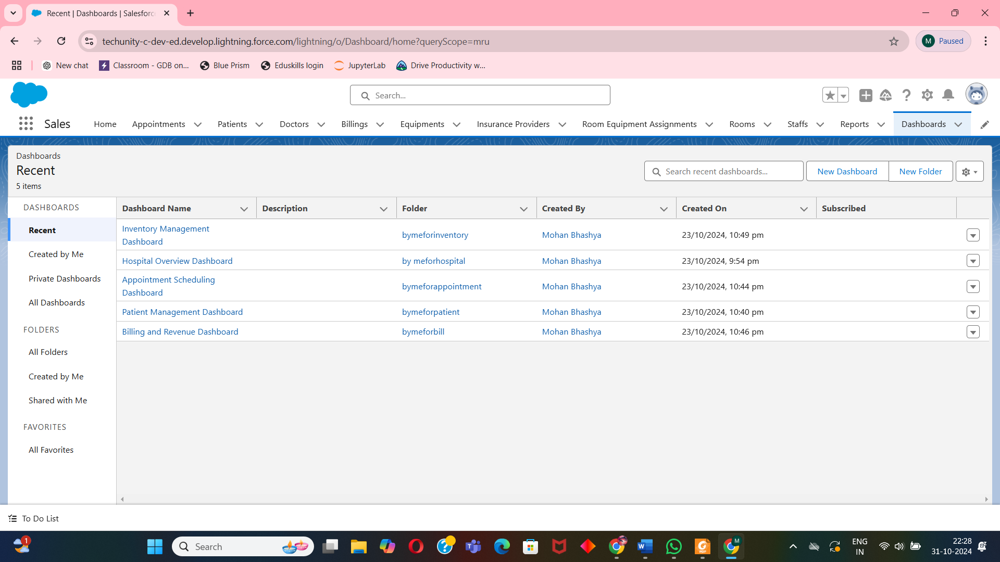 Recent | Dashboards | Salesforc
techunity-c-dev-ed.develop.lightning.force.com/lightning/o/Dashboard/home?queryScope=mru
M Paused
New chat
Classroom - GDB on...
Blue Prism
Eduskills login
JupyterLab
Drive Productivity w...
Search...
Sales
Home
Appointments
Patients
Doctors
Billings
Equipments
Insurance Providers
Room Equipment Assignments
Rooms
Staffs
Reports
Dashboards
Dashboards
Recent
5 items
Search recent dashboards...
New Dashboard
New Folder
DASHBOARDS
Recent
Created by Me
Private Dashboards
All Dashboards
FOLDERS
All Folders
Created by Me
Shared with Me
FAVORITES
All Favorites
Dashboard Name Description Folder Created By Created On Subscribed
Inventory Management
Dashboard
bymeforinventory Mohan Bhashya 23/10/2024, 10:49 pm
Hospital Overview Dashboard by meforhospital Mohan Bhashya 23/10/2024, 9:54 pm
Appointment Scheduling
Dashboard
bymeforappointment Mohan Bhashya 23/10/2024, 10:44 pm
Patient Management Dashboard bymeforpatient Mohan Bhashya 23/10/2024, 10:40 pm
Billing and Revenue Dashboard bymeforbill Mohan Bhashya 23/10/2024, 10:46 pm
To Do List
1
Search
M
ENG
IN
22:28
31-10-2024